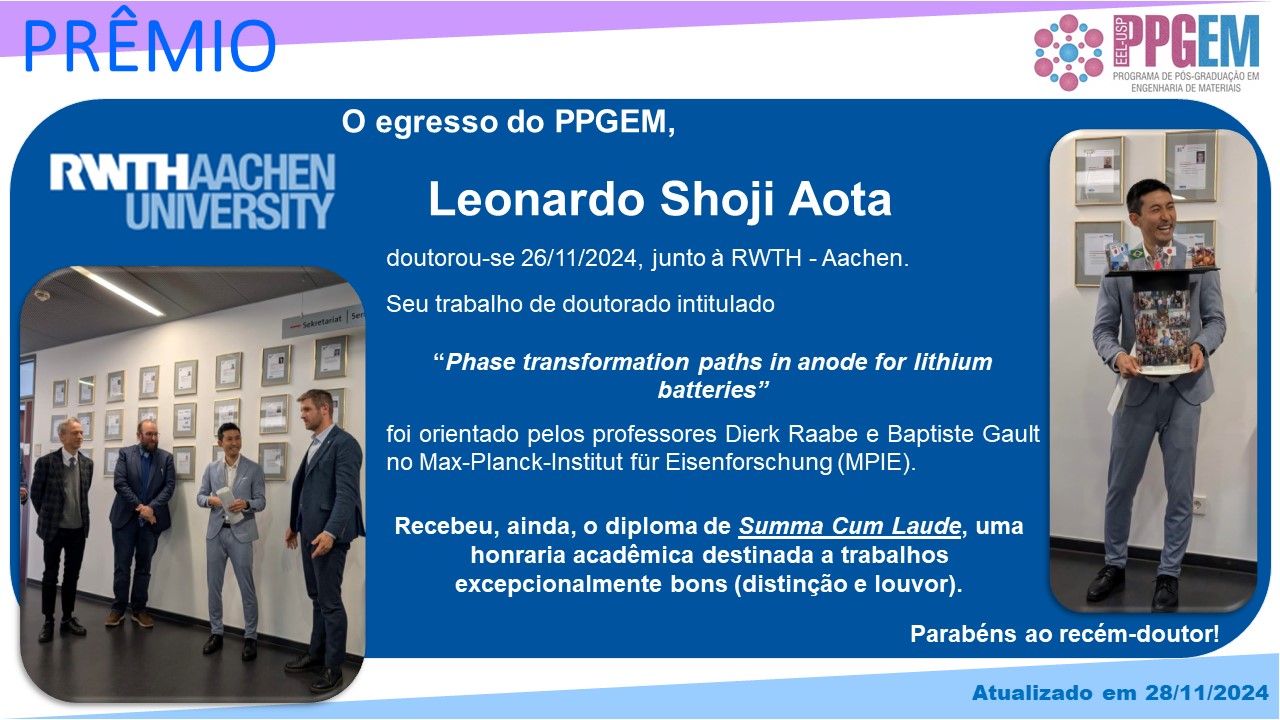 PRÊMIO
EEL-USP
PPGEM
PROGRAMA DE PÓS-GRADUAÇÃO EM
ENGENHARIA DE MATERIAIS
O egresso do PPGEM,
RWTHAACHEN
UNIVERSITY
Leonardo Shoji Aota
doutorou-se 26/11/2024, junto à RWTH - Aachen.
Seu trabalho de doutorado intitulado
“Phase transformation paths in anode for lithium
batteries”
foi orientado pelos professores Dierk Raabe e Baptiste Gault
no Max-Planck-Institut für Eisenforschung (MPIE).
Recebeu, ainda, o diploma de Summa Cum Laude, uma
honraria acadêmica destinada a trabalhos
excepcionalmente bons (distinção e louvor).
Sekretariat
Parabéns ao recém-doutor!
Atualizado em 28/11/2024